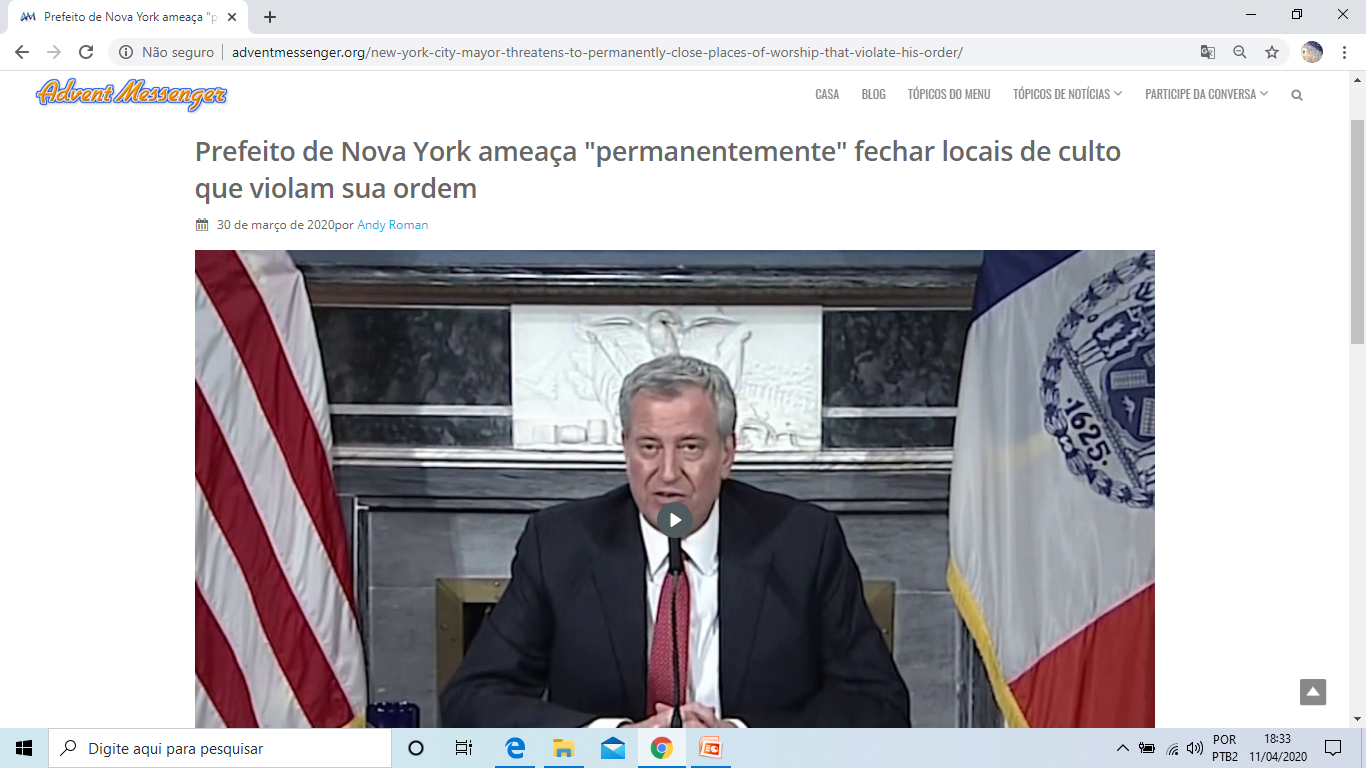 Prefeito de Nova York ameaça "p
Não seguro
adventmessenger.org/new-york-city-mayor-threatens-to-permanently-close-places-of-worship-that-violate-his-order/
Advent Messenger
CASA
BLOG
TÓPICOS DO MENU
TÓPICOS DE NOTÍCIAS
PARTICIPE DA CONVERSA
Prefeito de Nova York ameaça "permanentemente" fechar locais de culto
que violam sua ordem
30 de março de 2020por Andy Roman
·1625·
Digite aqui para pesquisar
POR
PTB2
18:33
11/04/2020